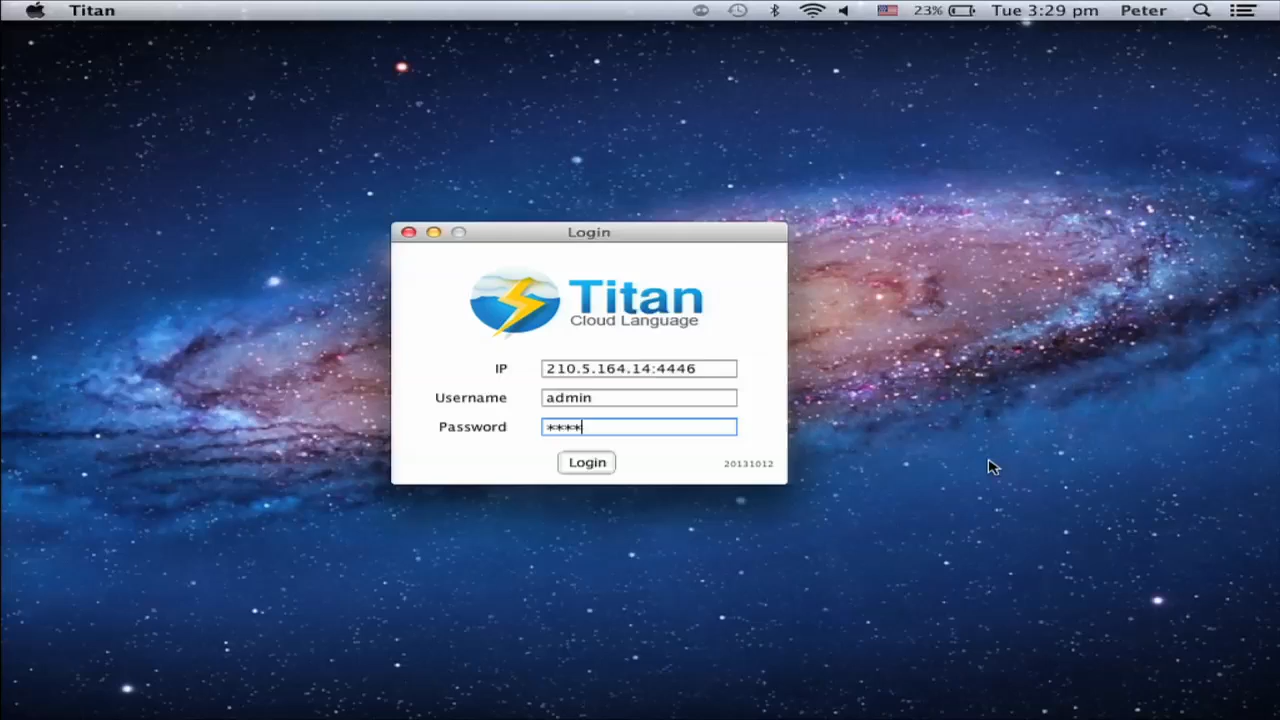 Titan 23% Tue 3:29 pm Peter
Login
Titan
Cloud Language
IP 210.5.164.14:4446
Username admin
Password ****
Login 20131012